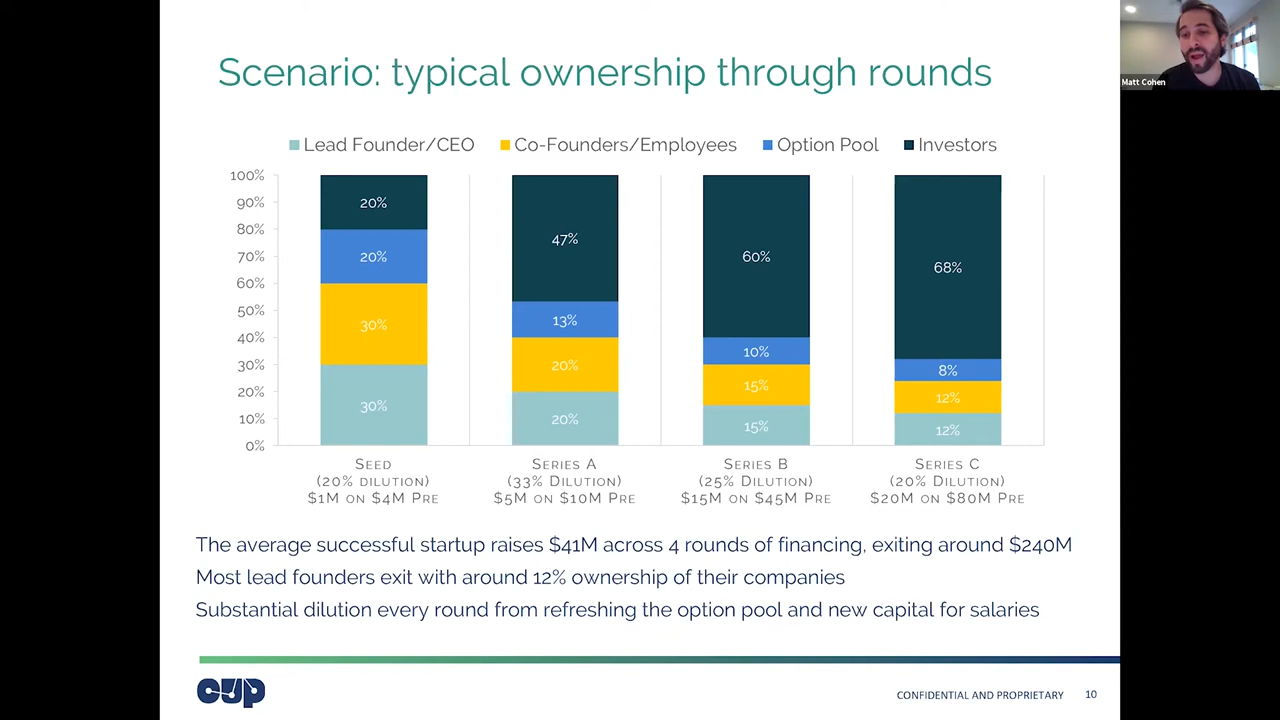 Scenario: typical ownership through rounds
Matt Cohen
Lead Founder/CEO Co-Founders/Employees Option Pool Investors
100%
90%
80%
70%
60%
50%
40%
30%
20%
10%
0%
20%
20%
30%
30%
47%
13%
20%
20%
60%
10%
15%
15%
68%
8%
12%
12%
SEED
(20% DILUTION)
$1M ON $4M PRE
SERIES A
(33% DILUTION)
$5M ON $10M PRE
SERIES B
(25% DILUTION)
$15M ON $45M PRE
SERIES C
(20% DILUTION)
$20M ON $80M PRE
The average successful startup raises $41M across 4 rounds of financing, exiting around $240M
Most lead founders exit with around 12% ownership of their companies
Substantial dilution every round from refreshing the option pool and new capital for salaries
CUP
CONFIDENTIAL AND PROPRIETARY 10